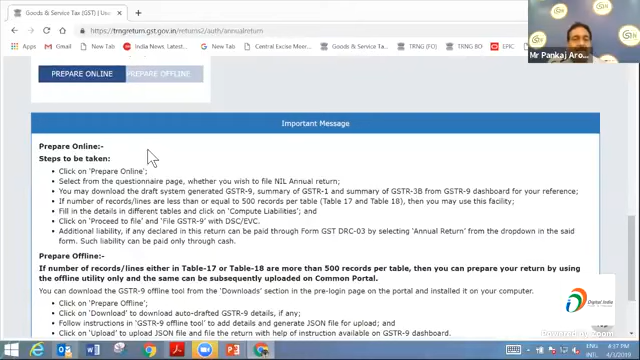 Goods & Service Tax (GST) | User
Mr Pankaj Aro...
https://trngreturn.gst.gov.in/returns2/auth/annualreturn
Apps
Bookmarks
India News, Latest
Central Excise Meer
Goods & Service Tax
TRNG (FO)
TRNG BO
EPIC
PREPARE ONLINE
PREPARE OFFLINE
Important Message
Prepare Online:-
Steps to be taken:
Click on 'Prepare Online';
Select from the questionnaire page, whether you wish to file NIL Annual return;
You may download the draft system generated GSTR-9, summary of GSTR-1 and summary of GSTR-3B from GSTR-9 dashboard for your reference;
If number of records/lines are less than or equal to 500 records per table (Table 17 and Table 18), then you may use this facility;
Fill in the details in different tables and click on 'Compute Liabilities'; and
Click on 'Proceed to file' and 'File GSTR-9' with DSC/EVC.
Additional liability, if any declared in this return can be paid through Form GST DRC-03 by selecting 'Annual Return' from the dropdown in the said
form. Such liability can be paid only through cash.
Prepare Offline:-
If number of records/lines either in Table-17 or Table-18 are more than 500 records per table, then you can prepare your return by using
the offline utility only and the same can be subsequently uploaded on Common Portal.
You can download the GSTR-9 offline tool from the 'Downloads' section in the pre-login page on the portal and installed it on your computer.
Click on 'Prepare Offline';
Click on 'Download' to download auto-drafted GSTR-9 details, if any;
Follow instructions in 'GSTR-9 offline tool' to add details and generate JSON file for upload; and
Click on 'Upload' to upload JSON file and file the return with help of instruction available on GSTR-9 dashboard.
Digital India
Powered by Zoom
ENG
INTL
4:17 PM
4/3/2019